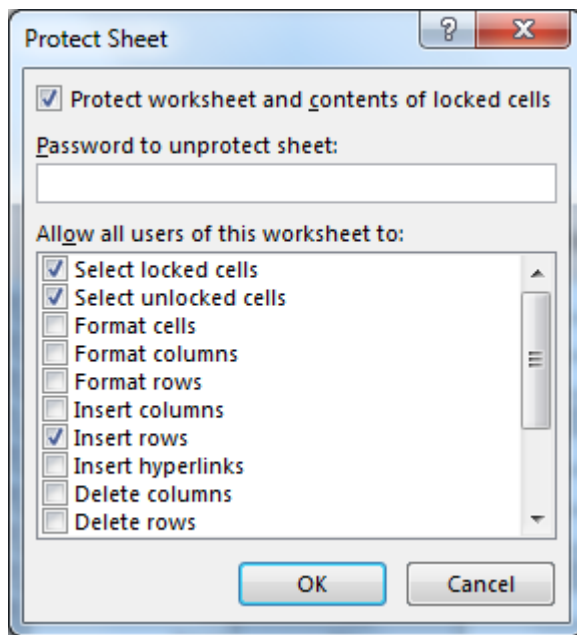 Protect Sheet
Protect worksheet and contents of locked cells
Password to unprotect sheet:
Allow all users of this worksheet to:
Select locked cells
Select unlocked cells
Format cells
Format columns
Format rows
Insert columns
Insert rows
Insert hyperlinks
Delete columns
Delete rows
OK Cancel